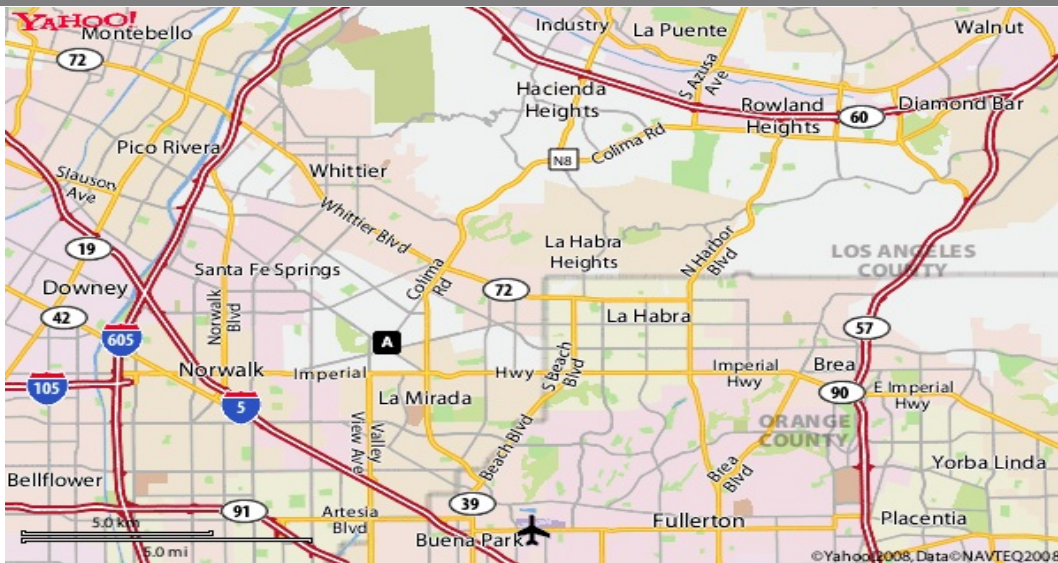 YAHOO!
Montebello
Industry
La Puente
Walnut
72
S Azusa
Ave
Hacienda
Heights
Rowland
Heights
60
Diamond Bar
Pico Rivera
N8
Colima Rd
Slauson
Ave
Whittier
Whittier Blvd
19
Santa Fe Springs
Colima
Rd
La Habra
Heights
N Harbor
Blvd
LOS ANGELES
COUNTY
Downey
42
Norwalk
Blvd
72
La Habra
57
605
A
105
Norwalk
Imperial
Hwy
S Beach
Blvd
Imperial
Hwy
Brea
90
E Imperial
Hwy
5
La Mirada
Valley
View Ave
Beach Blvd
ORANGE
COUNTY
Brea
Blvd
Yorba Linda
Bellflower
91
39
Artesia
Blvd
Buena Park
Fullerton
Placentia
5.0 km
5.0 mi
©Yahoo!2008, Data©NAVTEQ2008